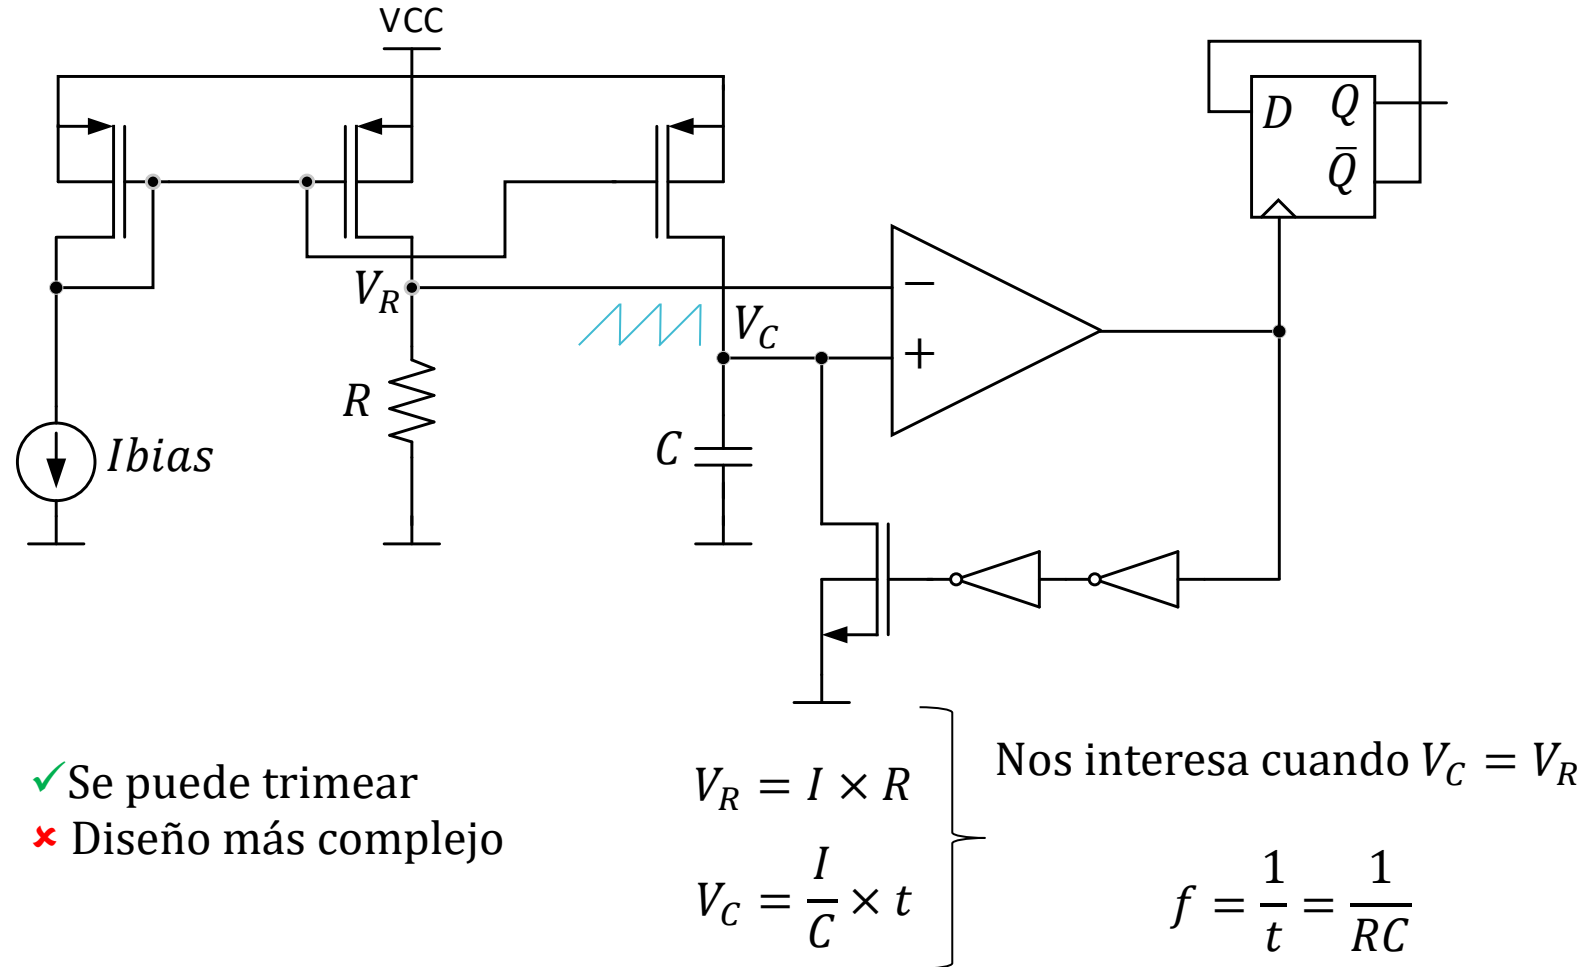 VCC
D Q
Q̄
V_R
V_C
−
+
R
C
Ibias
✓Se puede trimear
✗ Diseño más complejo
V_R = I × R
V_C = I/C × t
Nos interesa cuando V_C = V_R
f = 1/t = 1/RC